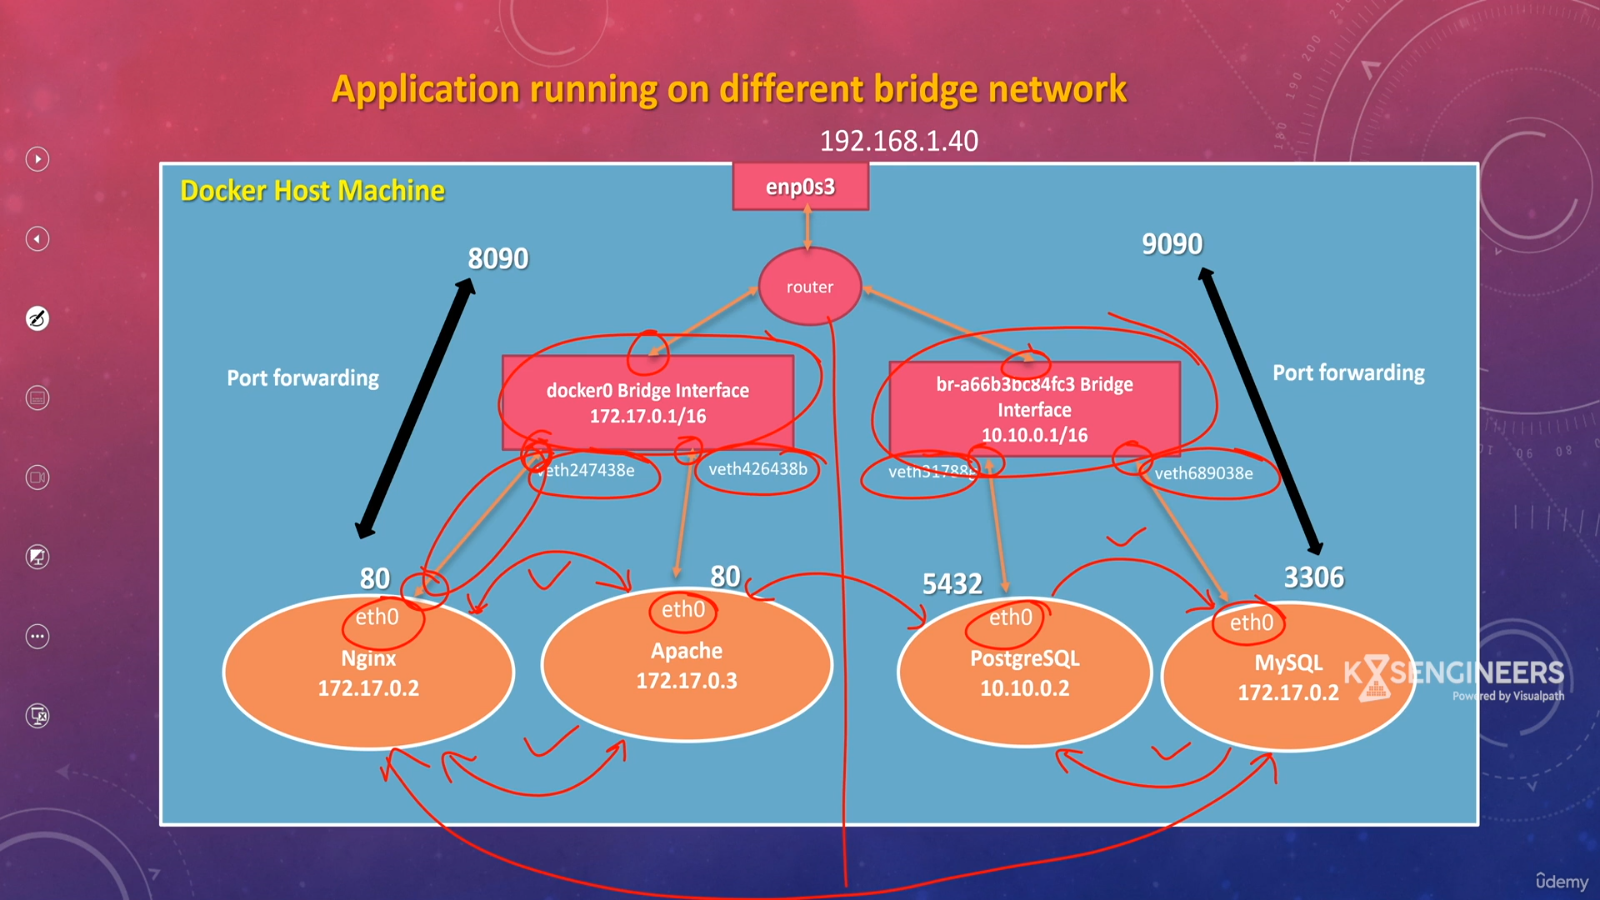 Application running on different bridge network
192.168.1.40
Docker Host Machine
enp0s3
8090
9090
router
Port forwarding
Port forwarding
docker0 Bridge Interface
172.17.0.1/16
br-a66b3bc84fc3 Bridge
Interface
10.10.0.1/16
veth247438e
veth426438b
veth689038e
80
80
5432
3306
eth0
eth0
eth0
eth0
Nginx
172.17.0.2
Apache
172.17.0.3
PostgreSQL
10.10.0.2
MySQL
172.17.0.2
K8SENGINEERS
Powered by Visualpath
ûdemy